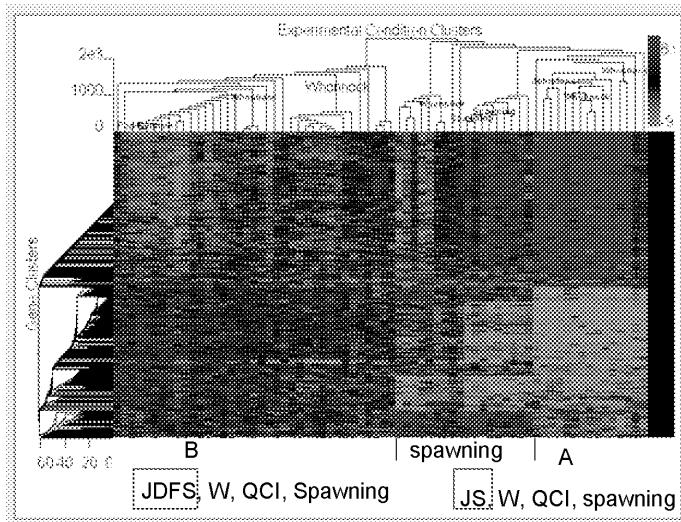 Experimental Condition Clusters
2e3
1000
0
Whonnock
Gene Clusters
60 40 20 0
B
spawning
A
JDFS, W, QCI, Spawning
JS, W, QCI, spawning